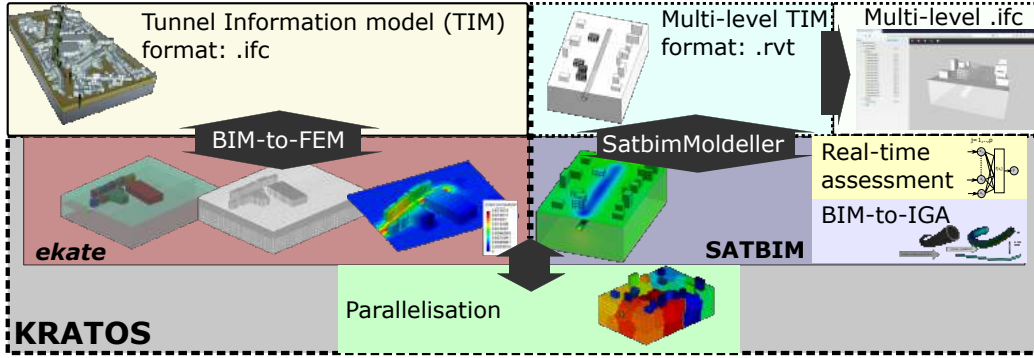 Tunnel Information model (TIM)
format: .ifc
Multi-level TIM
format: .rvt
Multi-level .ifc
BIM-to-FEM
SatbimMoldeller
Real-time
assessment
j=1,...,p
BIM-to-IGA
ekate
SATBIM
Parallelisation
KRATOS